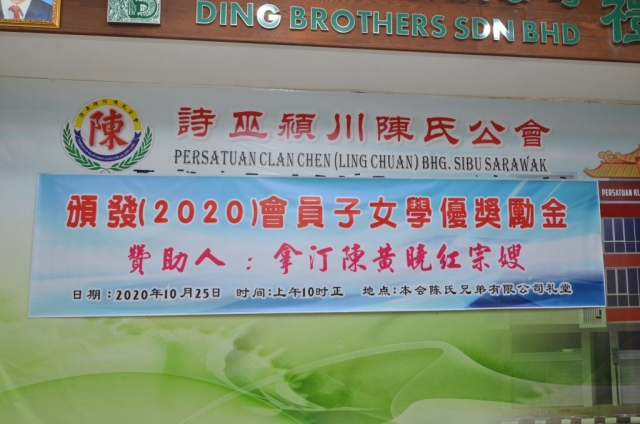 DING BROTHERS SDN BHD
陳
詩巫潁川陳氏公會
PERSATUAN CLAN CHEN (LING CHUAN) BHG. SIBU SARAWAK
PERSATUAN KL
頒發(2020)會員子女學優獎勵金
贊助人：拿汀陳黃曉红宗嫂
日期：2020年10月25日 时间:上午10时正 地点:本会陈氏兄弟有限公司礼堂